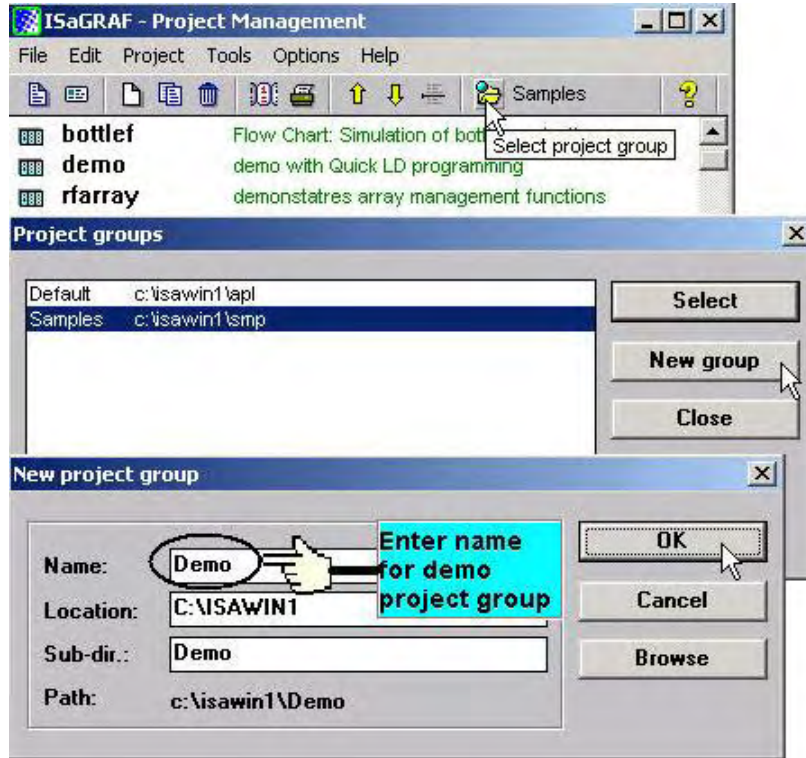 ISaGRAF - Project Management
File Edit Project Tools Options Help
Samples
bottlef Flow Chart: Simulation of
Select project group
demo demo with Quick LD programming
rfarray demonstatres array management functions
Project groups
Default c:\isawin1\apl
Samples c:\isawin1\smp
Select
New group
Close
New project group
Name: Demo
Enter name
for demo
project group
Location: C:\ISAWIN1
Sub-dir.: Demo
Path: c:\isawin1\Demo
OK
Cancel
Browse